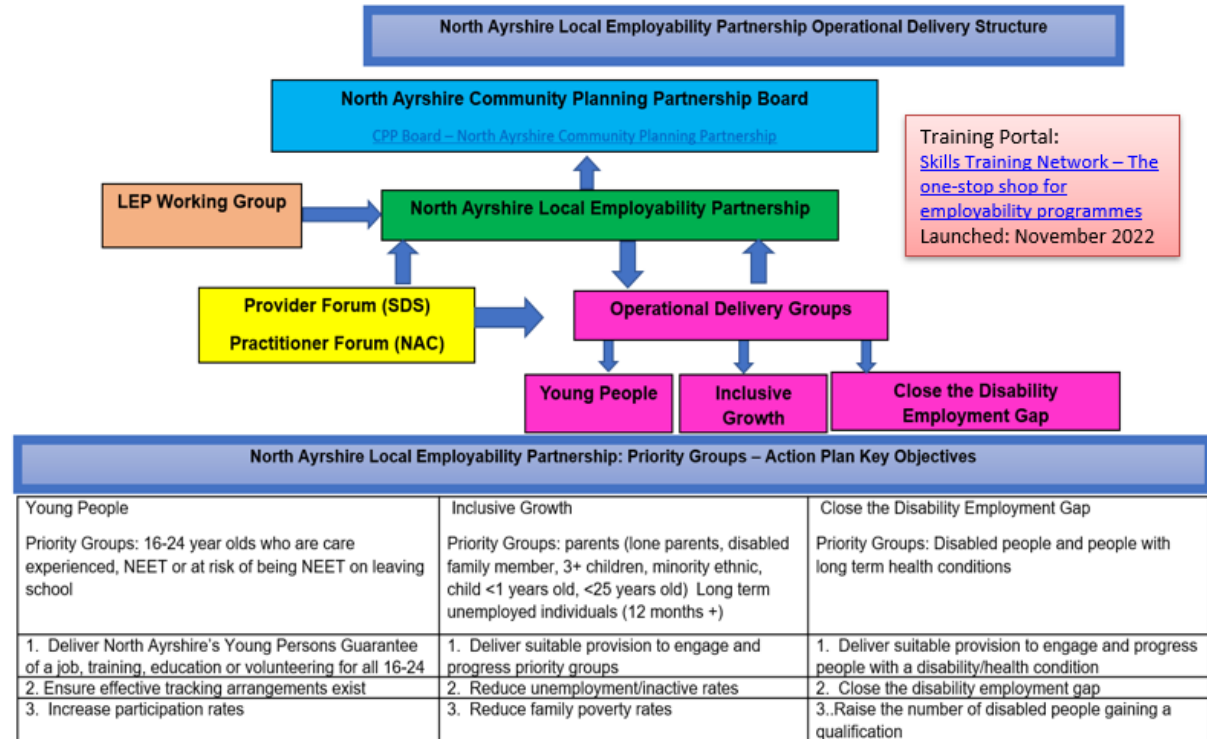 North Ayrshire Local Employability Partnership Operational Delivery Structure
North Ayrshire Community Planning Partnership Board
CPP Board – North Ayrshire Community Planning Partnership
Training Portal:
Skills Training Network – The
one-stop shop for
employability programmes
Launched: November 2022
LEP Working Group
North Ayrshire Local Employability Partnership
Provider Forum (SDS)
Practitioner Forum (NAC)
Operational Delivery Groups
Young People
Inclusive
Growth
Close the Disability
Employment Gap
North Ayrshire Local Employability Partnership: Priority Groups – Action Plan Key Objectives
Young People
Priority Groups: 16-24 year olds who are care
experienced, NEET or at risk of being NEET on leaving
school
Inclusive Growth
Priority Groups: parents (lone parents, disabled
family member, 3+ children, minority ethnic,
child <1 years old, <25 years old) Long term
unemployed individuals (12 months +)
Close the Disability Employment Gap
Priority Groups: Disabled people and people with
long term health conditions
1. Deliver North Ayrshire's Young Persons Guarantee
of a job, training, education or volunteering for all 16-24
1. Deliver suitable provision to engage and
progress priority groups
1. Deliver suitable provision to engage and progress
people with a disability/health condition
2. Ensure effective tracking arrangements exist
2. Reduce unemployment/inactive rates
2. Close the disability employment gap
3. Increase participation rates
3. Reduce family poverty rates
3..Raise the number of disabled people gaining a
qualification